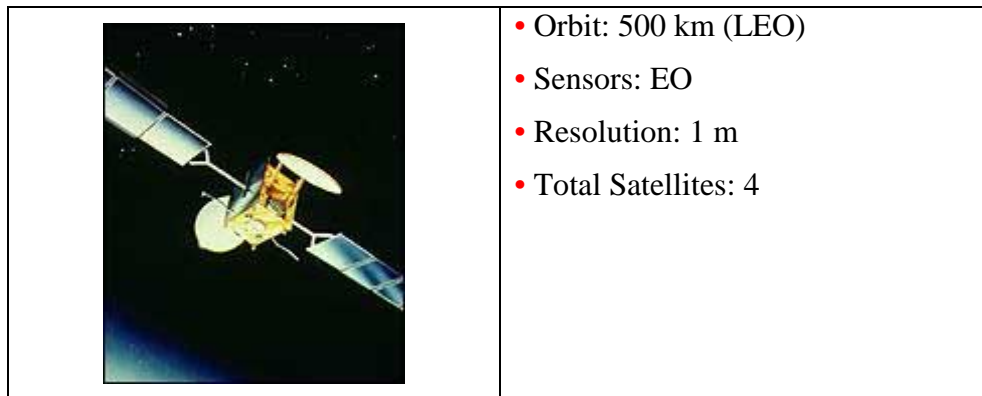 • Orbit: 500 km (LEO)
• Sensors: EO
• Resolution: 1 m
• Total Satellites: 4